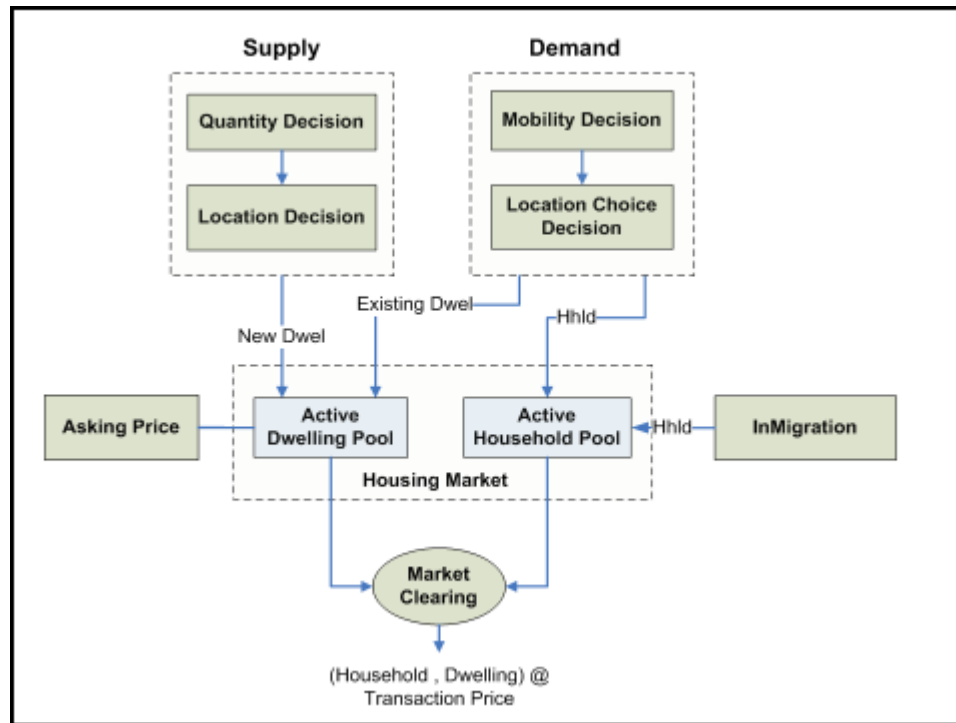 Supply
Demand
Quantity Decision
Mobility Decision
Location Decision
Location Choice
Decision
Existing Dwel
Hhld
New Dwel
Asking Price
Active
Dwelling Pool
Active
Household Pool
Hhld
InMigration
Housing Market
Market
Clearing
(Household , Dwelling) @
Transaction Price